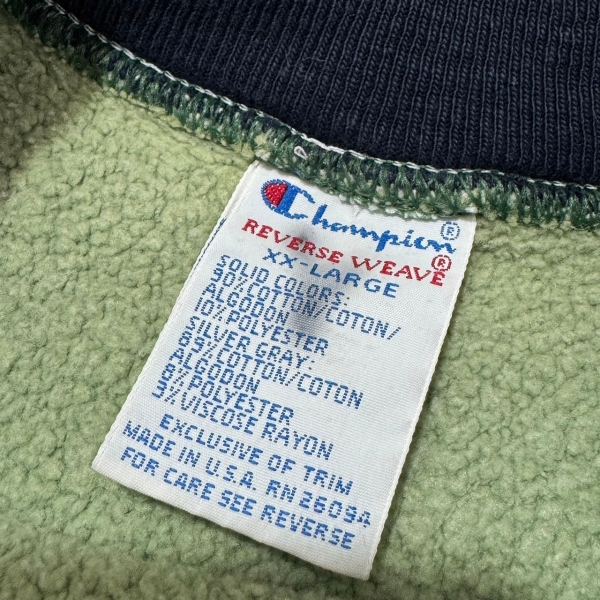 Champion®
REVERSE WEAVE®
XX-LARGE
SOLID COLORS:
90%COTTON/COTON/
ALGODON
10%POLYESTER
SILVER GRAY:
89%COTTON/COTON
ALGODON
8%POLYESTER
3%VISCOSE RAYON
EXCLUSIVE OF TRIM
MADE IN U.S.A. RN 26094
FOR CARE SEE REVERSE